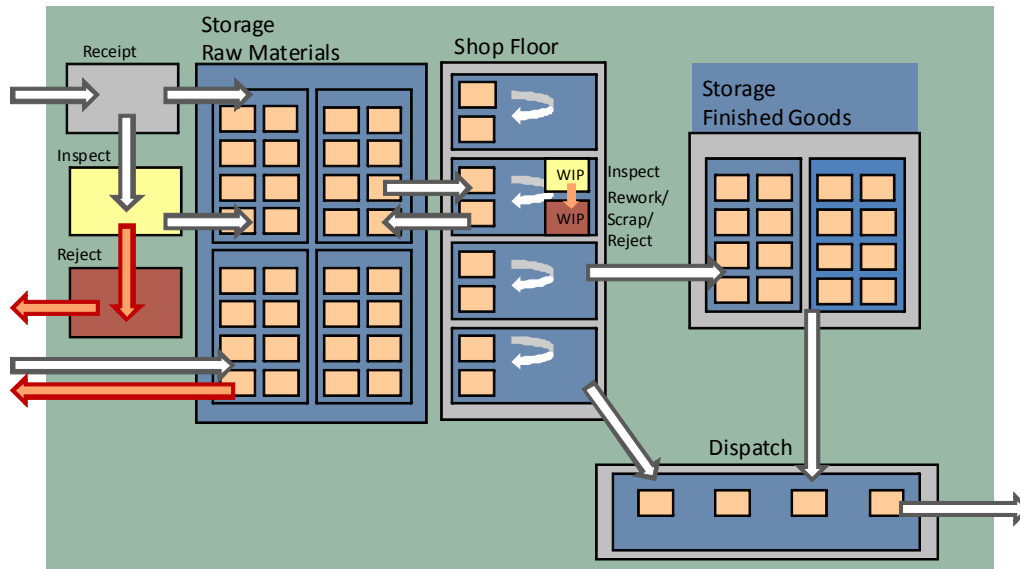 Storage
Raw Materials
Receipt
Shop Floor
Storage
Finished Goods
Inspect
WIP
Inspect
Rework/
Scrap/
Reject
WIP
Reject
Dispatch